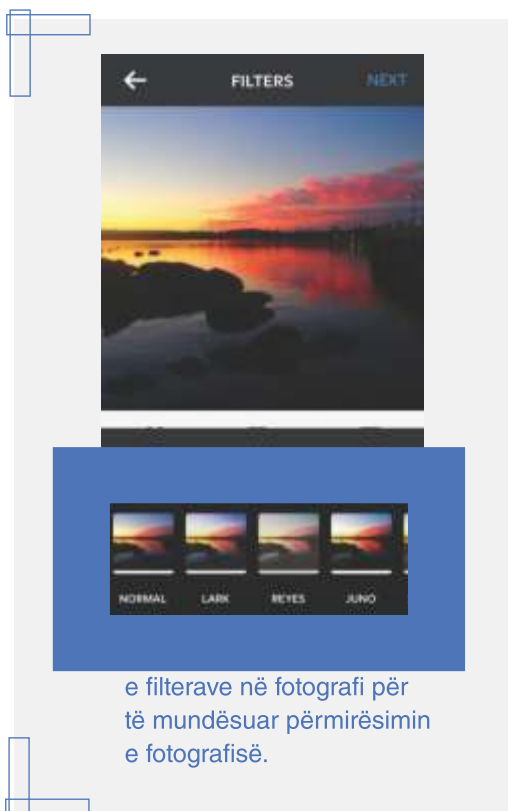 FILTERS NEXT
NORMAL LARK REYES JUNO
e filterave në fotografi për
të mundësuar përmirësimin
e fotografisë.